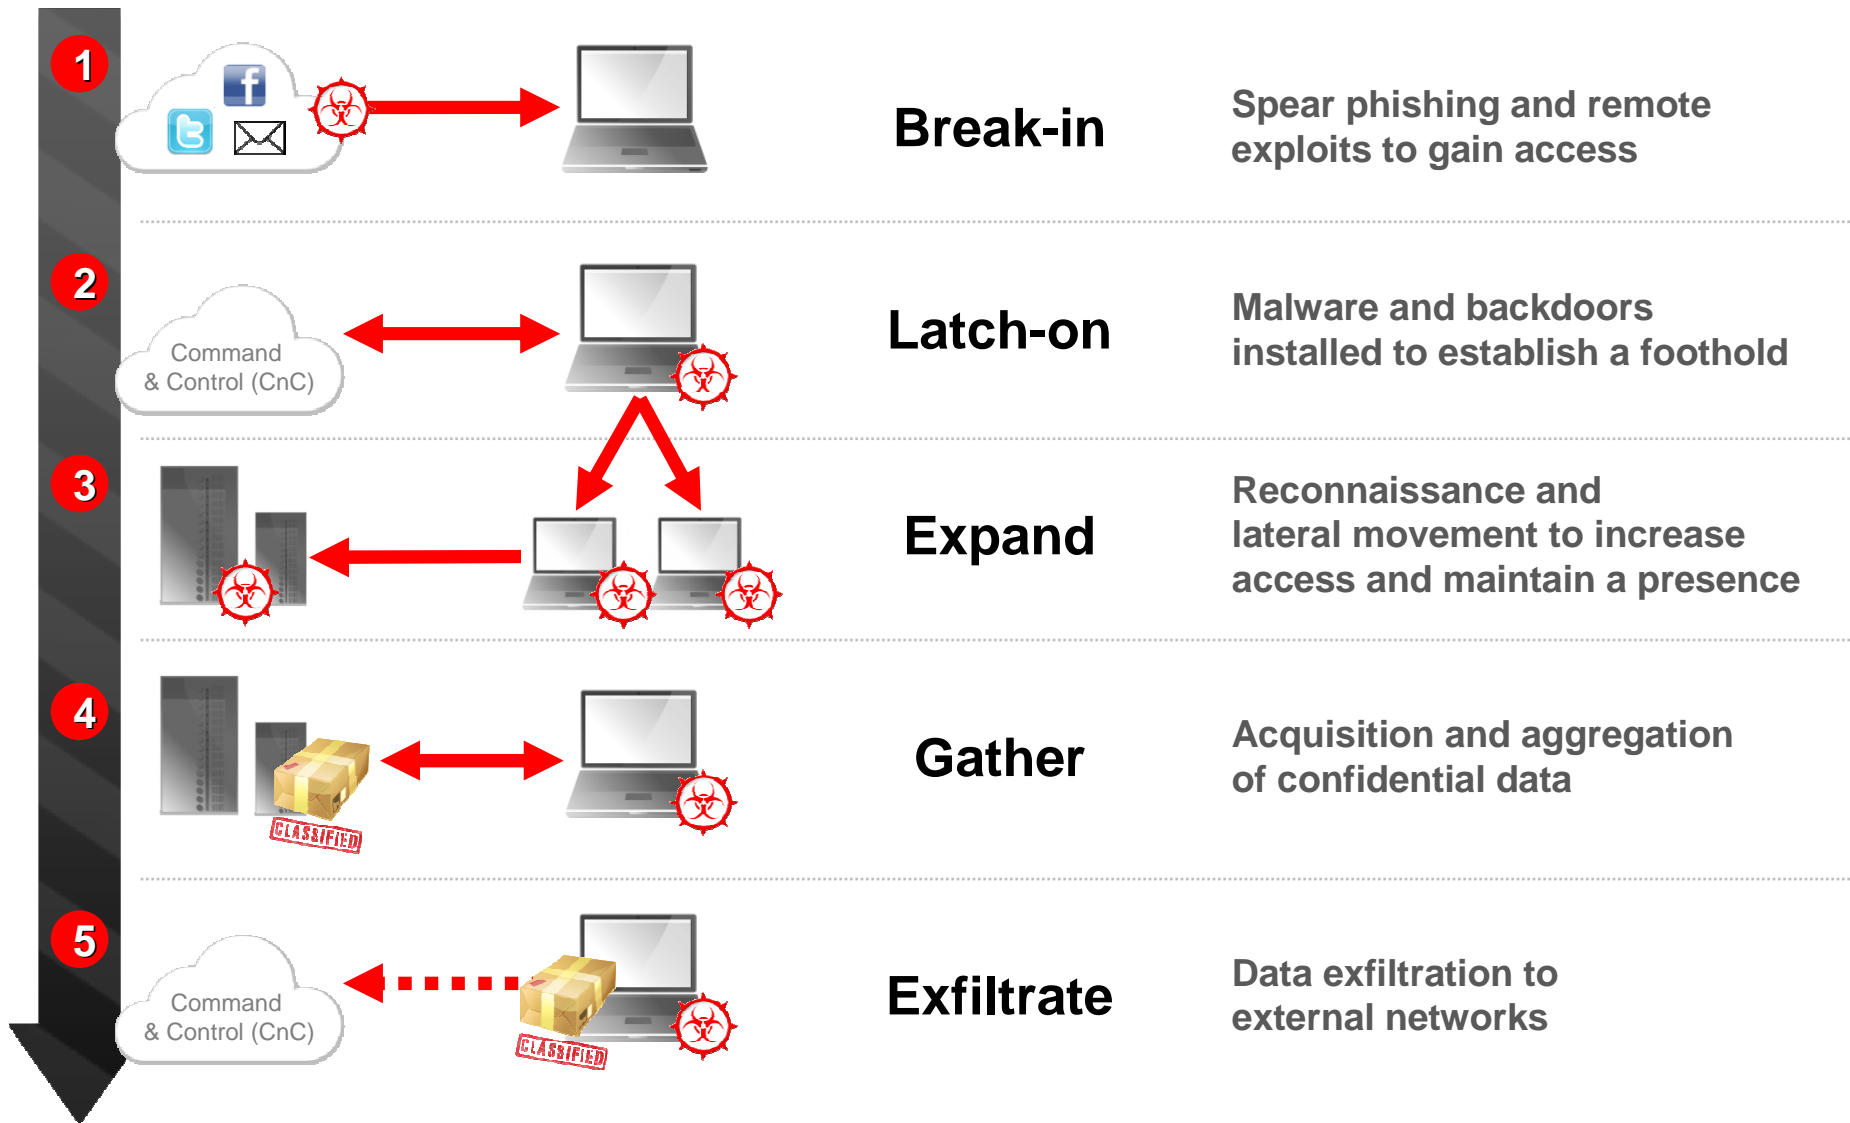 1
f
t
Break-in
Spear phishing and remote
exploits to gain access
2
Command
& Control (CnC)
Latch-on
Malware and backdoors
installed to establish a foothold
3
Expand
Reconnaissance and
lateral movement to increase
access and maintain a presence
4
CLASSIFIED
Gather
Acquisition and aggregation
of confidential data
5
Command
& Control (CnC)
CLASSIFIED
Exfiltrate
Data exfiltration to
external networks